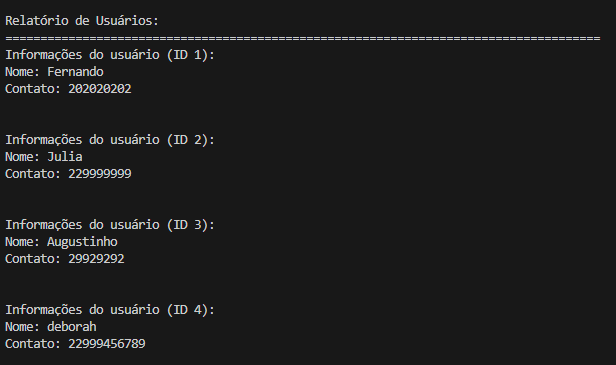 Relatório de Usuários:
=====================================================================================
Informações do usuário (ID 1):
Nome: Fernando
Contato: 202020202
Informações do usuário (ID 2):
Nome: Julia
Contato: 229999999
Informações do usuário (ID 3):
Nome: Augustinho
Contato: 29929292
Informações do usuário (ID 4):
Nome: deborah
Contato: 22999456789